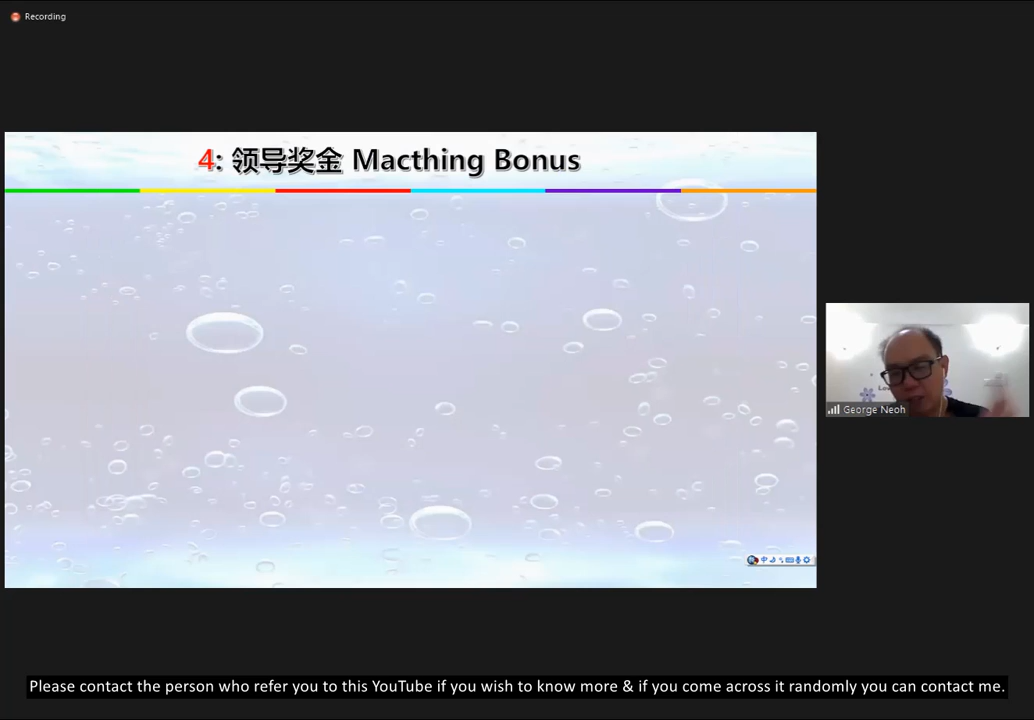 Recording
4: 领导奖金 Macthing Bonus
George Neoh
Please contact the person who refer you to this YouTube if you wish to know more & if you come across it randomly you can contact me.